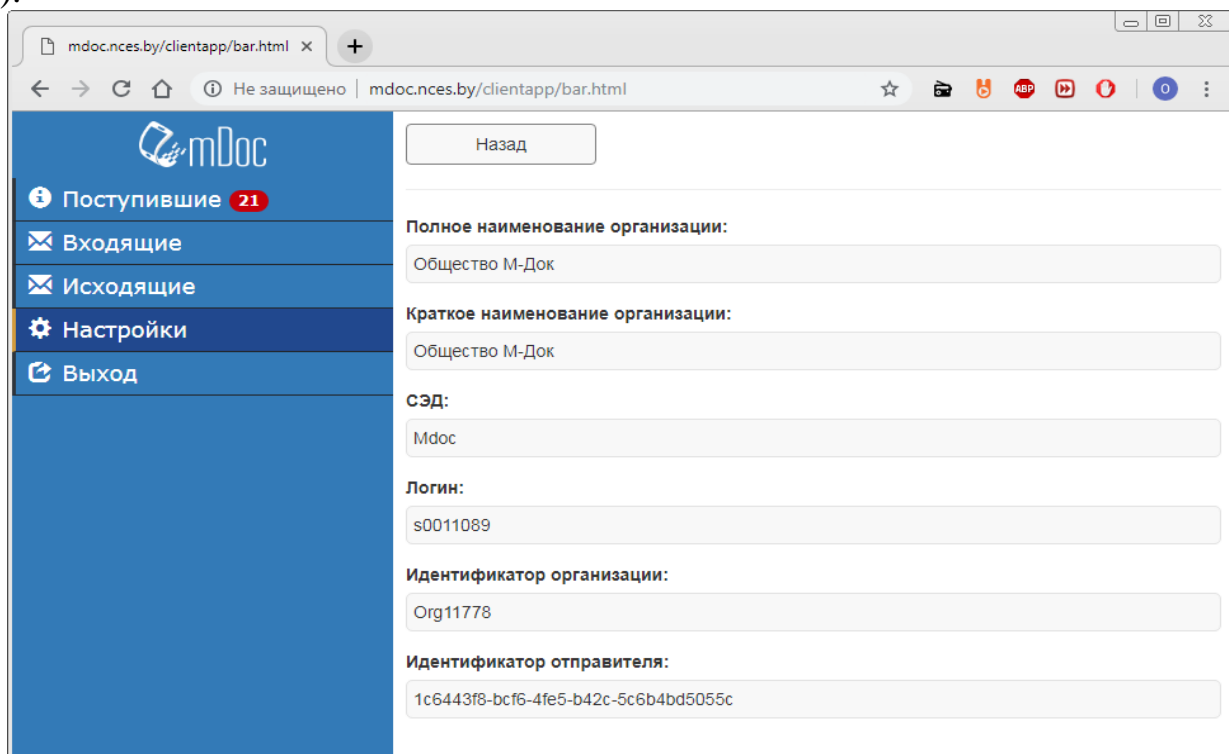 ).
mdoc.nces.by/clientapp/bar.html
Не защищено | mdoc.nces.by/clientapp/bar.html
ABP
O
mDoc
Назад
Поступившие 21
Входящие
Исходящие
Настройки
Выход
Полное наименование организации:
Общество М-Док
Краткое наименование организации:
Общество М-Док
СЭД:
Mdoc
Логин:
s0011089
Идентификатор организации:
Org11778
Идентификатор отправителя:
1c6443f8-bcf6-4fe5-b42c-5c6b4bd5055c